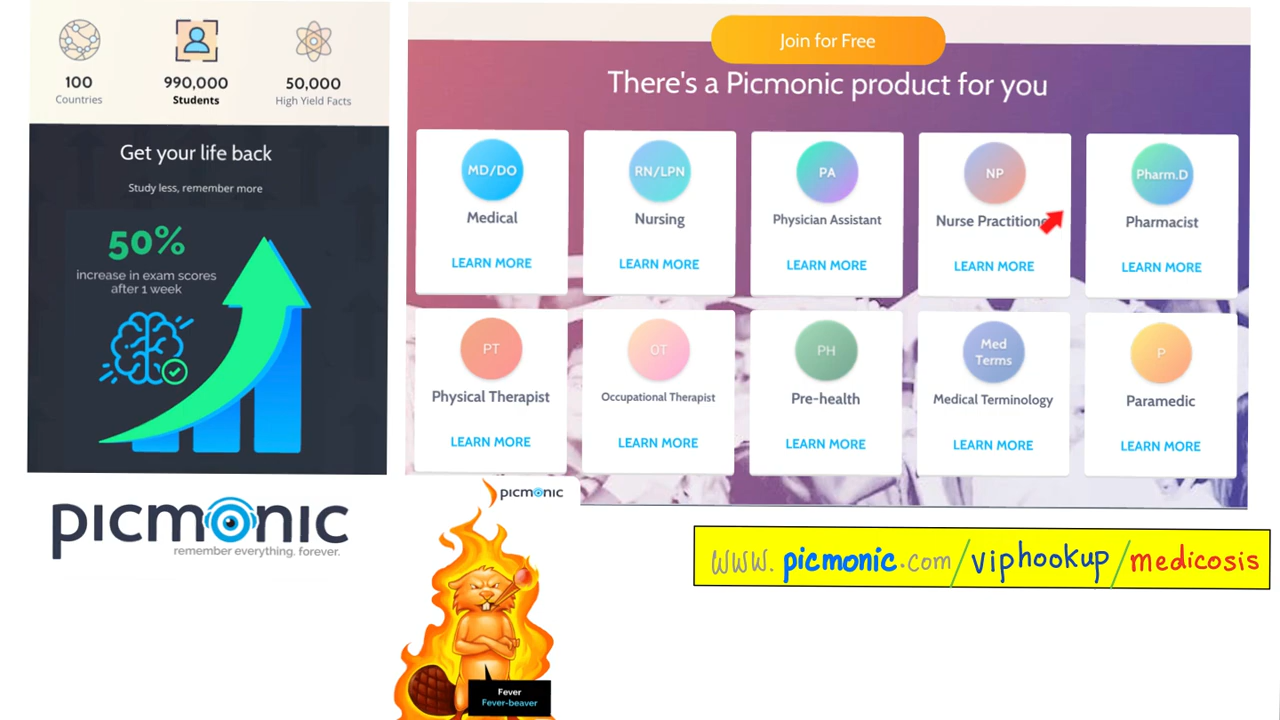 100
Countries
990,000
Students
50,000
High Yield Facts
Get your life back
Study less, remember more
50%
increase in exam scores
after 1 week
picmonic
remember everything. forever.
Join for Free
There's a Picmonic product for you
MD/DO
Medical
LEARN MORE
RN/LPN
Nursing
LEARN MORE
PA
Physician Assistant
LEARN MORE
NP
Nurse Practitione
LEARN MORE
Pharm.D
Pharmacist
LEARN MORE
PT
Physical Therapist
LEARN MORE
OT
Occupational Therapist
LEARN MORE
PH
Pre-health
LEARN MORE
Med
Terms
Medical Terminology
LEARN MORE
P
Paramedic
LEARN MORE
picmonic
Fever
Fever-beaver
www.picmonic.com/viphookup/medicosis